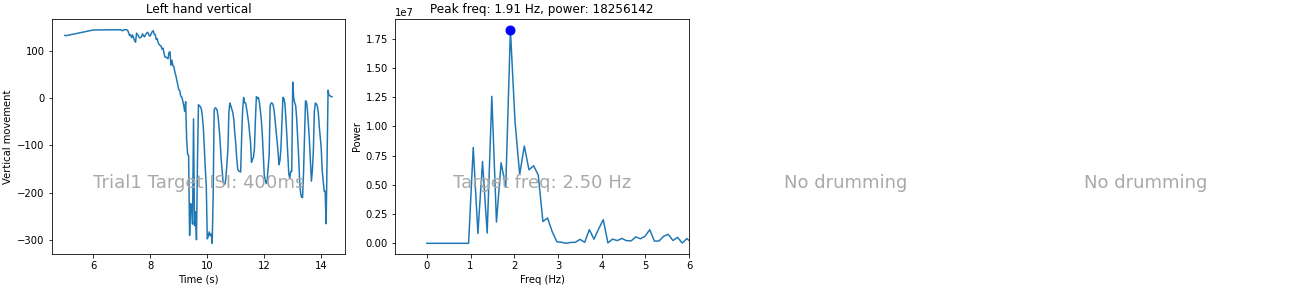 Left hand vertical
Vertical movement
100
0
−100
−200
−300
6 8 10 12 14
Time (s)
Trial1 Target ISI: 400ms
1e7
Peak freq: 1.91 Hz, power: 18256142
Power
1.75
1.50
1.25
1.00
0.75
0.50
0.25
0.00
0 1 2 3 4 5 6
Freq (Hz)
Target freq: 2.50 Hz
No drumming
No drumming